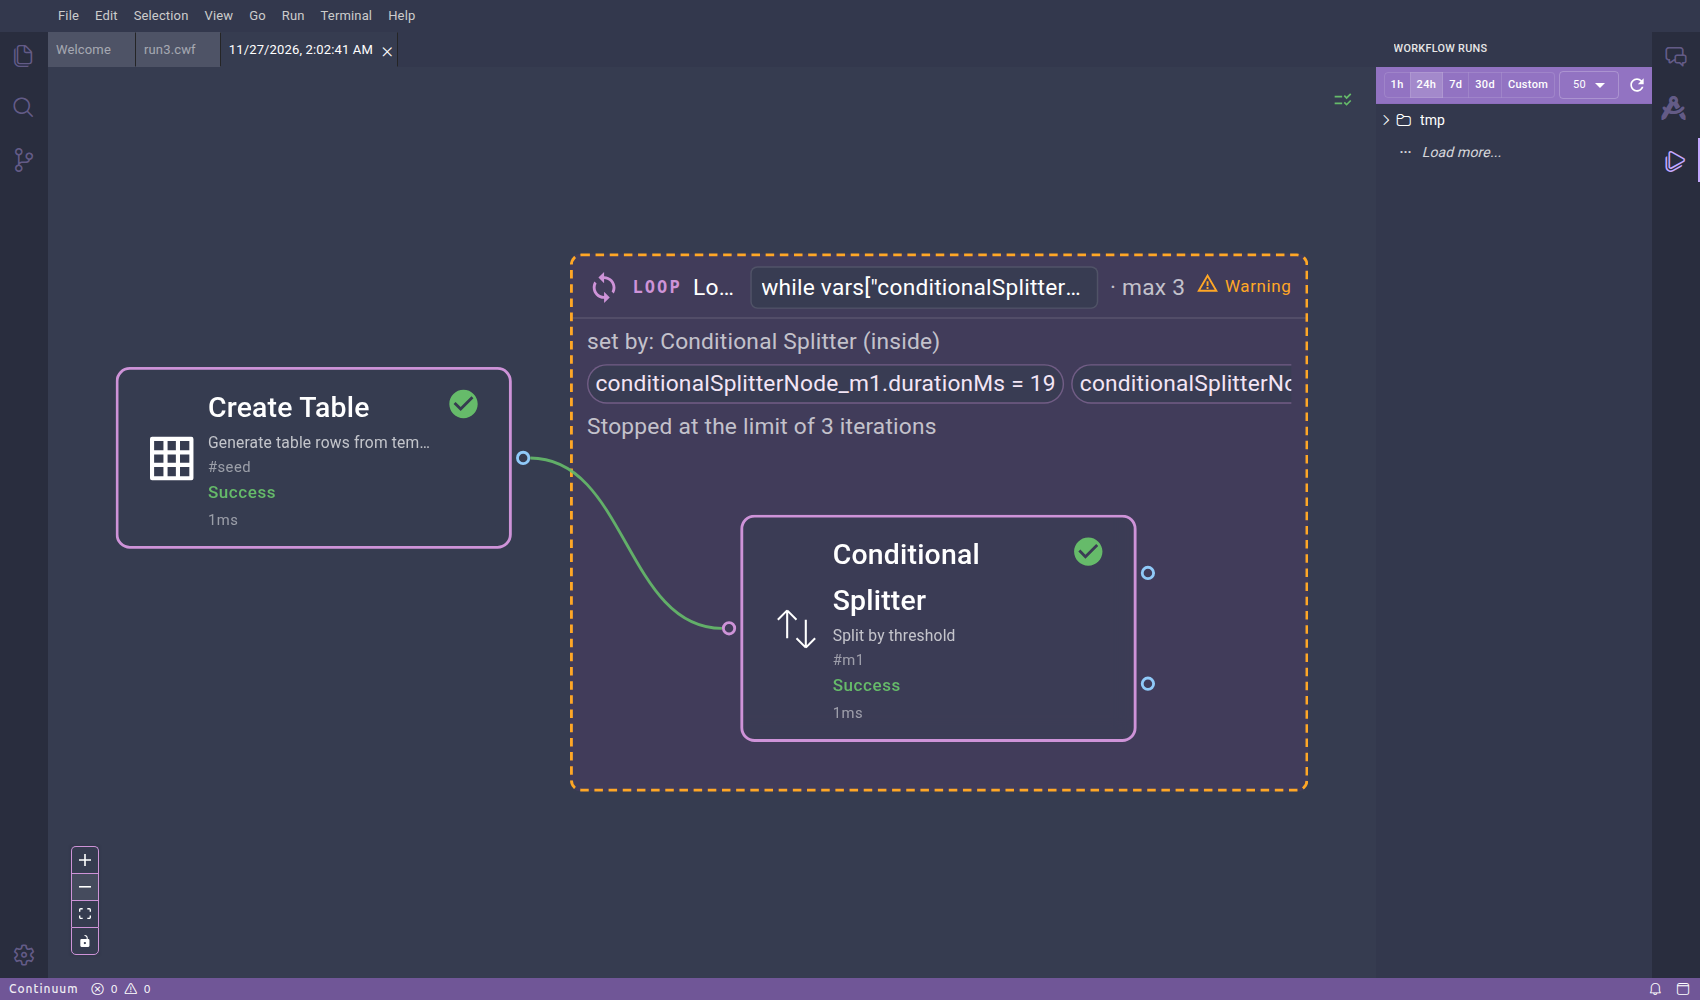 File Edit Selection View Go Run Terminal Help
Welcome
run3.cwf
11/27/2026, 2:02:41 AM
WORKFLOW RUNS
1h 24h 7d 30d Custom 50
tmp
Load more...
LOOP Lo... while vars["conditionalSplitter... · max 3 Warning
set by: Conditional Splitter (inside)
conditionalSplitterNode_m1.durationMs = 19
conditionalSplitterNo
Stopped at the limit of 3 iterations
Create Table
Generate table rows from tem...
#seed
Success
1ms
Conditional
Splitter
Split by threshold
#m1
Success
1ms
Continuum 0 0